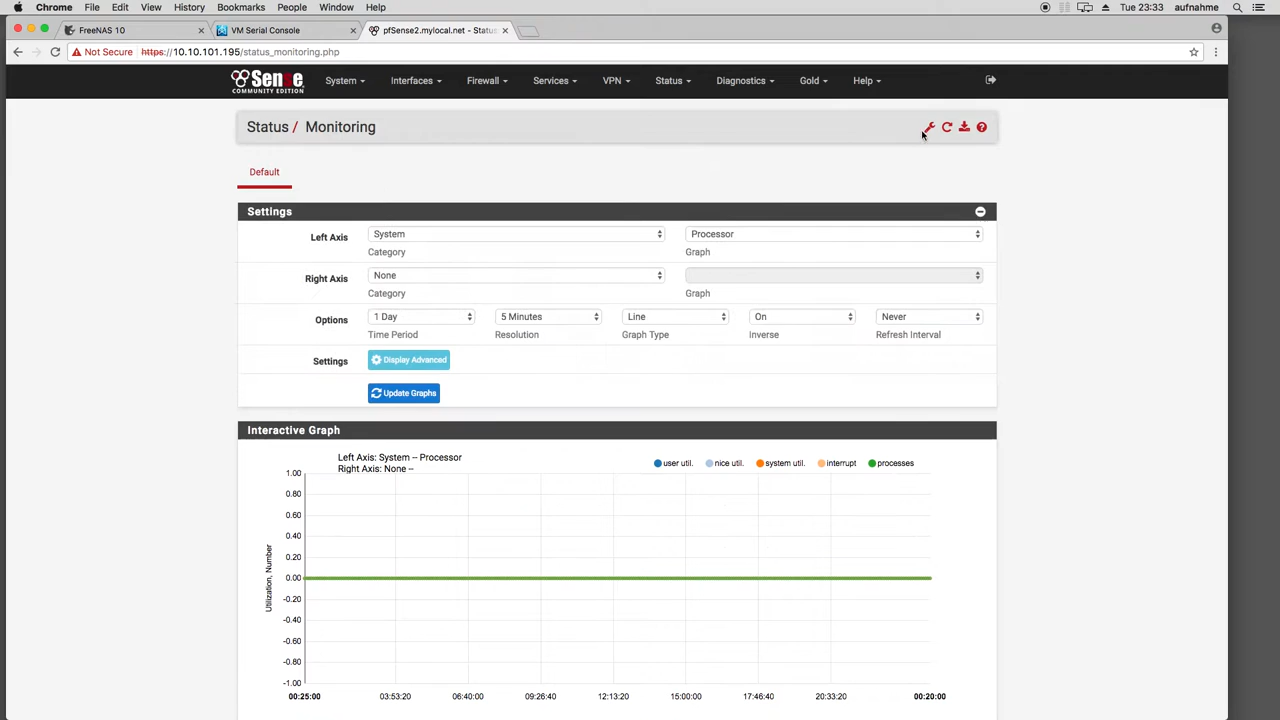 Chrome File Edit View History Bookmarks People Window Help Tue 23:33 aufnahme
FreeNAS 10 VM Serial Console pfSense2.mylocal.net - Status
Not Secure https://10.10.101.195/status_monitoring.php
Sense System Interfaces Firewall Services VPN Status Diagnostics Gold Help
COMMUNITY EDITION
Status / Monitoring
Default
Settings
Left Axis System Processor
Category Graph
Right Axis None
Category Graph
Options 1 Day 5 Minutes Line On Never
Time Period Resolution Graph Type Inverse Refresh Interval
Settings Display Advanced
Update Graphs
Interactive Graph
Left Axis: System -- Processor
Right Axis: None --
user util. nice util. system util. interrupt processes
1.00
0.80
0.60
0.40
0.20
0.00
-0.20
-0.40
-0.60
-0.80
-1.00
Utilization, Number
00:25:00 03:53:20 06:40:00 09:26:40 12:13:20 15:00:00 17:46:40 20:33:20 00:20:00